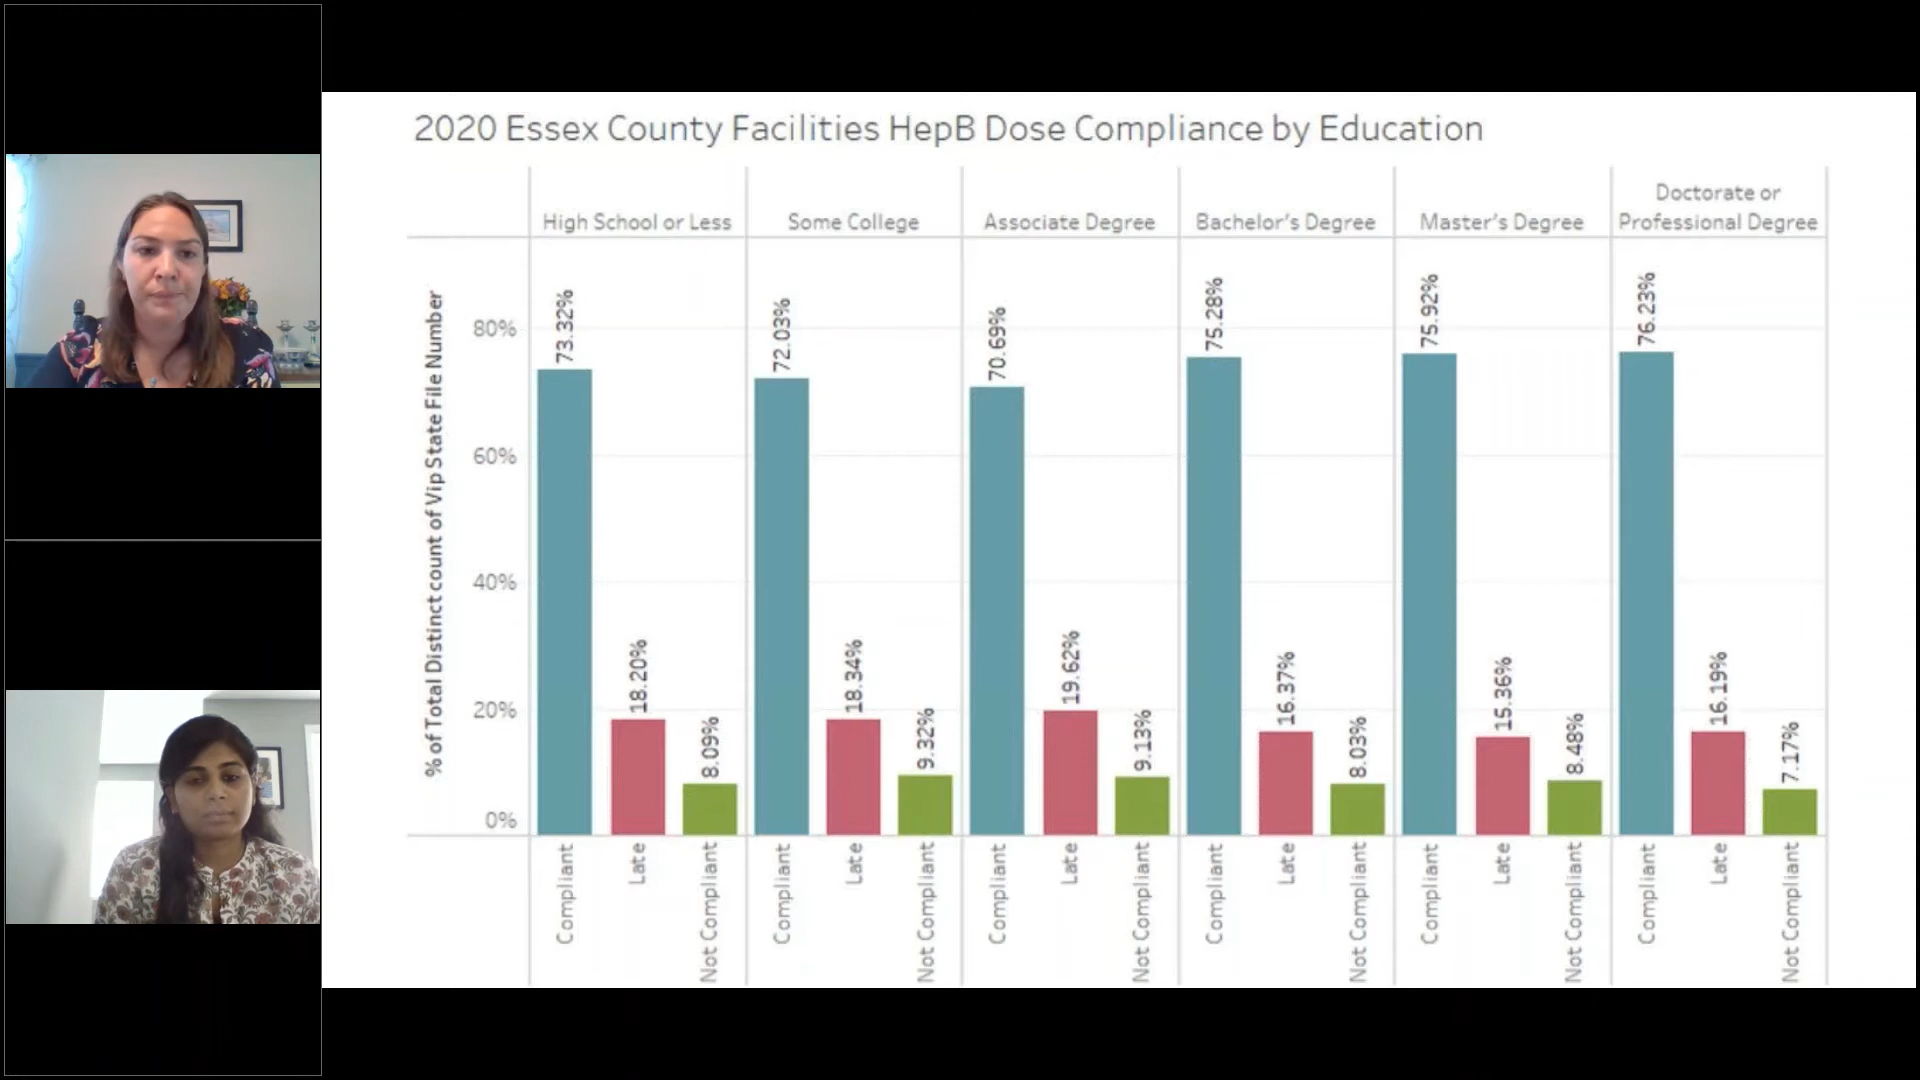 2020 Essex County Facilities HepB Dose Compliance by Education
High School or Less
Some College
Associate Degree
Bachelor's Degree
Master's Degree
Doctorate or
Professional Degree
% of Total Distinct count of Vip State File Number
80%
60%
40%
20%
0%
73.32%
18.20%
8.09%
72.03%
18.34%
9.32%
70.69%
19.62%
9.13%
75.28%
16.37%
8.03%
75.92%
15.36%
8.48%
76.23%
16.19%
7.17%
Compliant
Late
Not Compliant
Compliant
Late
Not Compliant
Compliant
Late
Not Compliant
Compliant
Late
Not Compliant
Compliant
Late
Not Compliant
Compliant
Late
Not Compliant